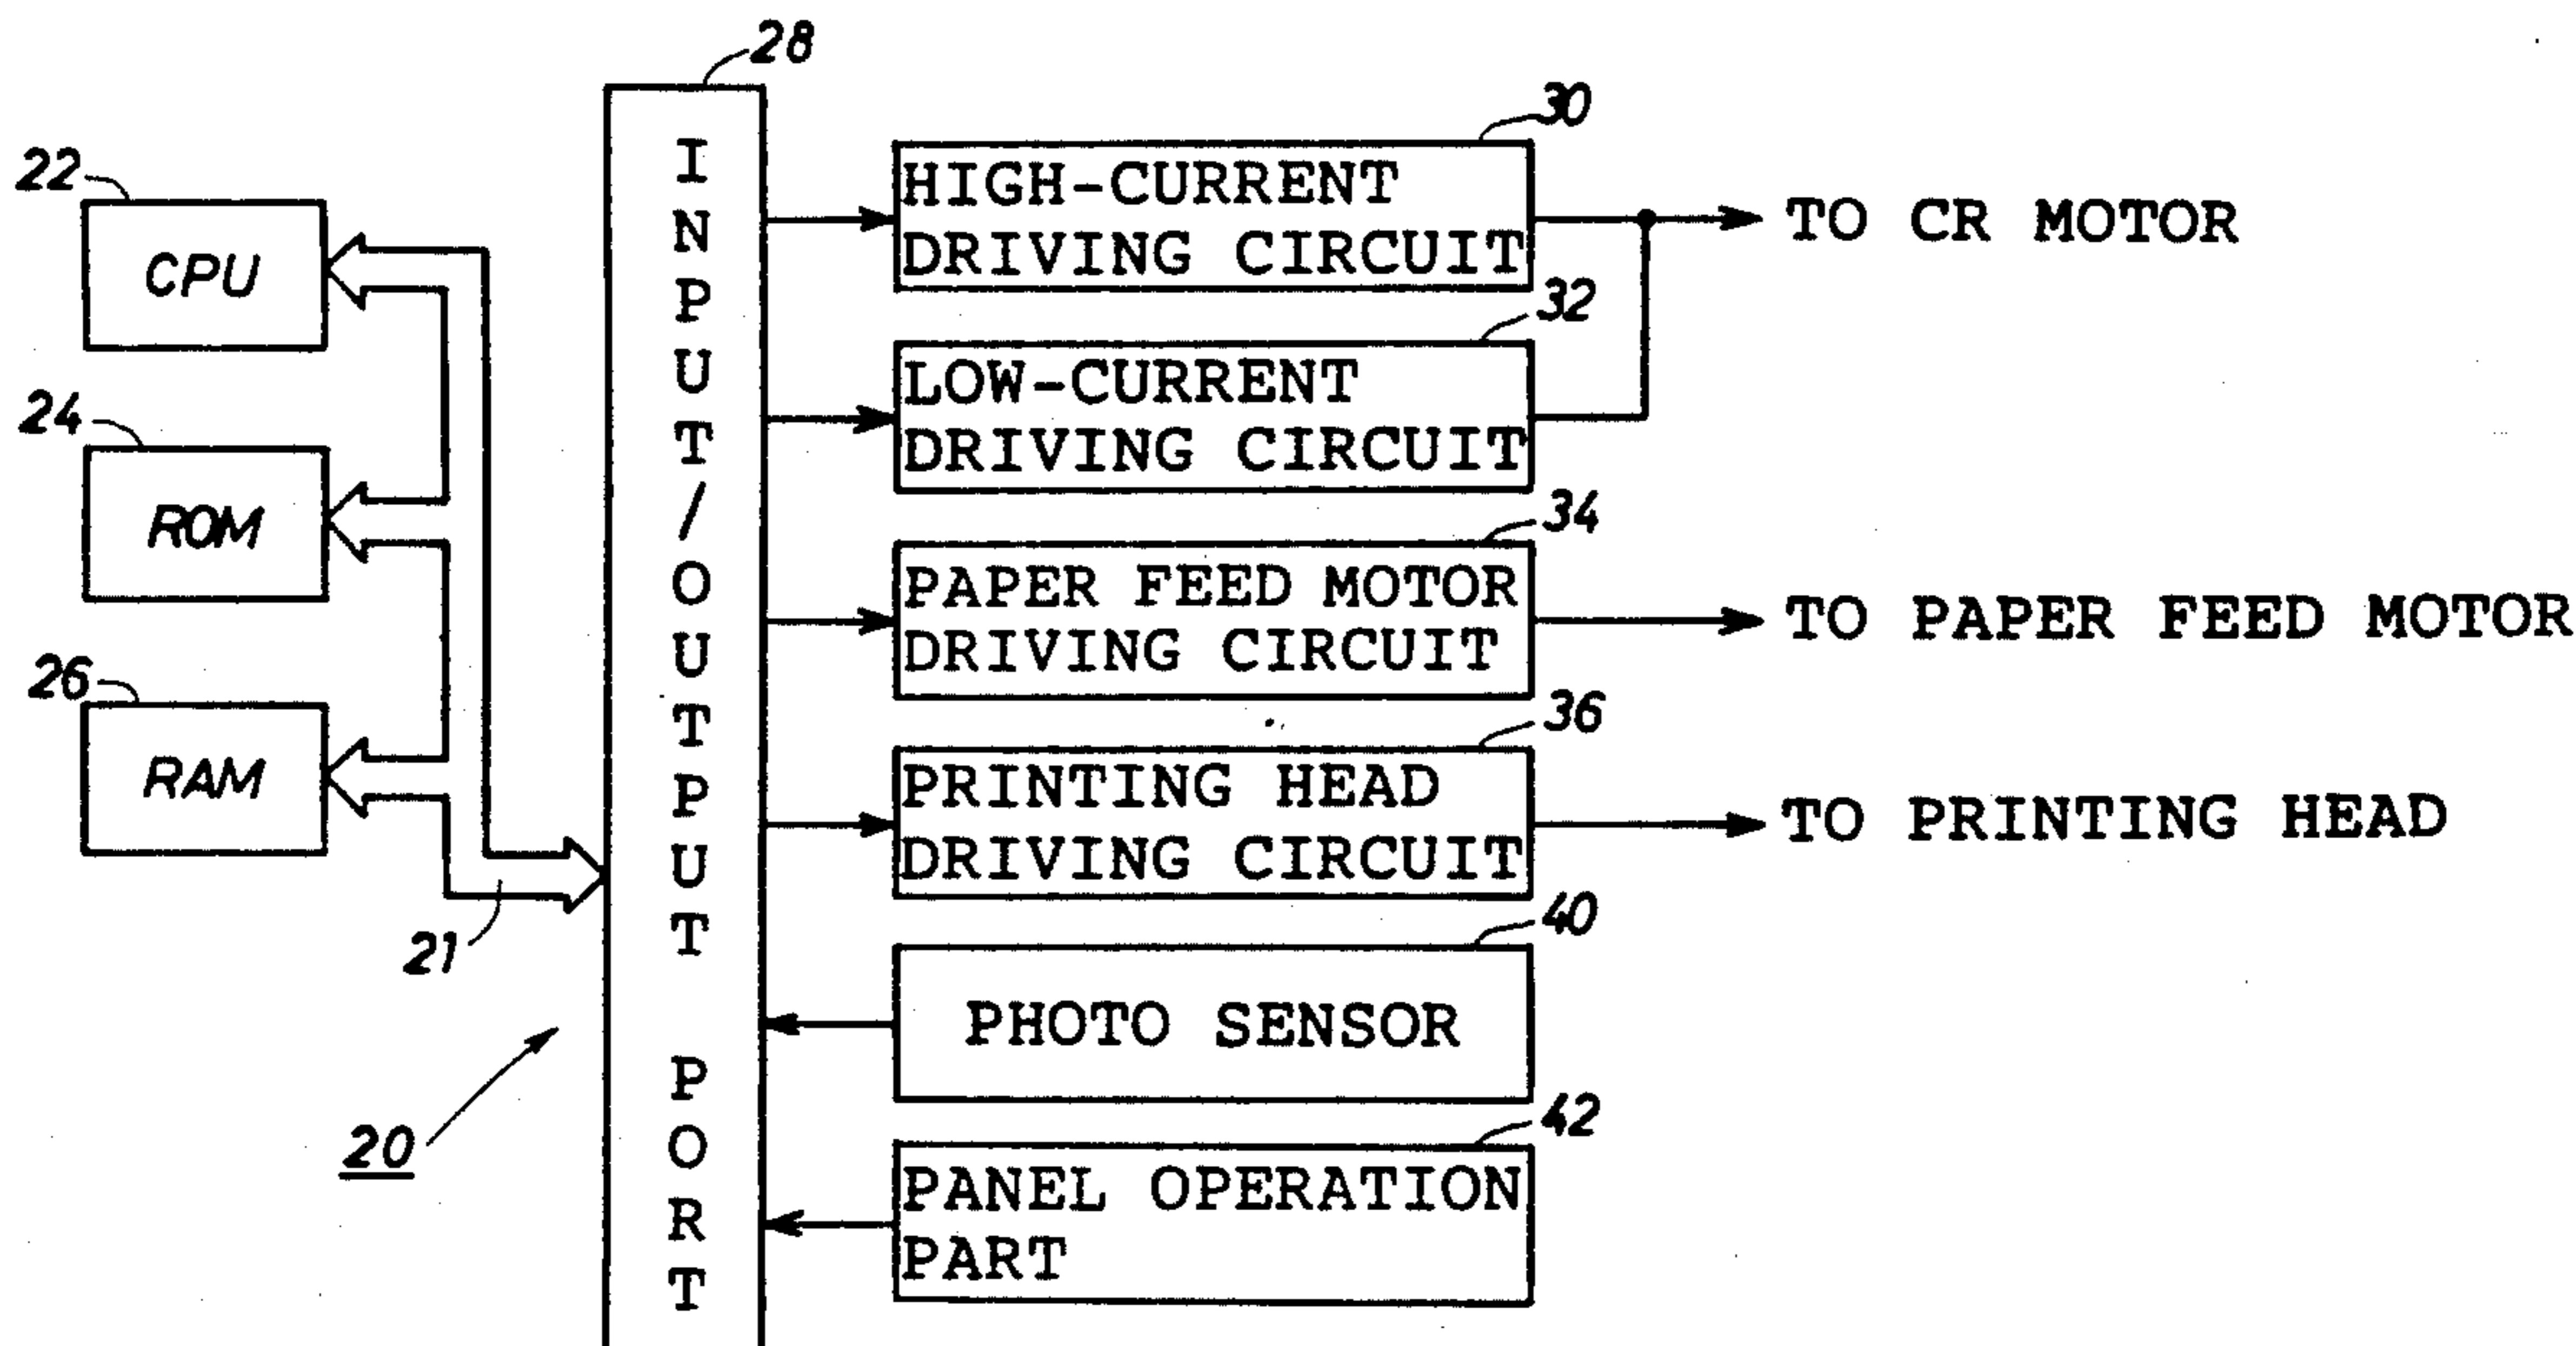 28
INPUT/OUTPUT PORT
22
CPU
24
ROM
26
RAM
21
20
30
HIGH-CURRENT
DRIVING CIRCUIT
TO CR MOTOR
32
LOW-CURRENT
DRIVING CIRCUIT
34
PAPER FEED MOTOR
DRIVING CIRCUIT
TO PAPER FEED MOTOR
36
PRINTING HEAD
DRIVING CIRCUIT
TO PRINTING HEAD
40
PHOTO SENSOR
42
PANEL OPERATION
PART